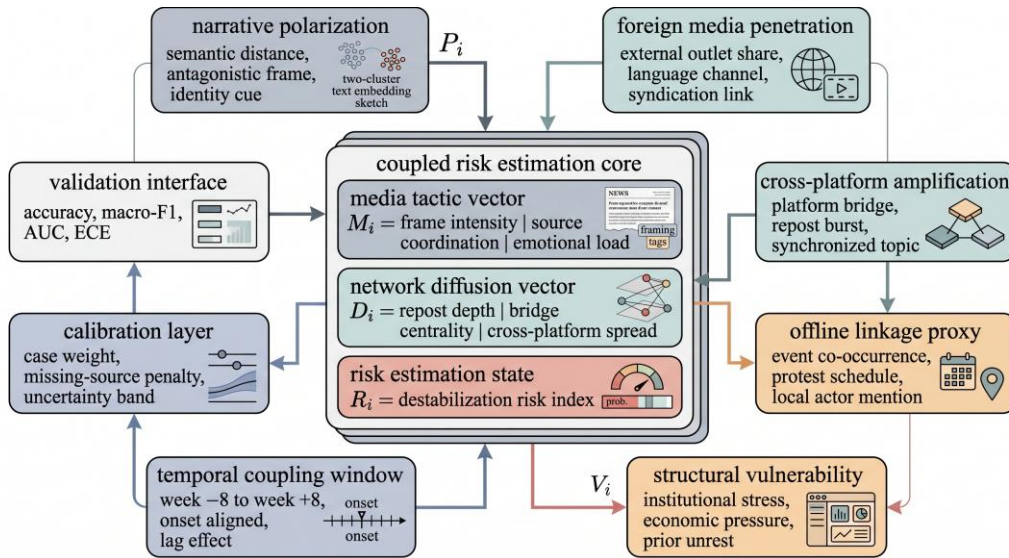 narrative polarization
semantic distance,
antagonistic frame,
identity cue
two-cluster
text embedding
sketch
P_i
foreign media penetration
external outlet share,
language channel,
syndication link
validation interface
accuracy, macro-F1,
AUC, ECE
coupled risk estimation core
media tactic vector
M_i = frame intensity | source
coordination | emotional load
NEWS
framing
tags
network diffusion vector
D_i = repost depth | bridge
centrality | cross-platform spread
risk estimation state
R_i = destabilization risk index
prob.
cross-platform amplification
platform bridge,
repost burst,
synchronized topic
calibration layer
case weight,
missing-source penalty,
uncertainty band
offline linkage proxy
event co-occurrence,
protest schedule,
local actor mention
temporal coupling window
week −8 to week +8,
onset aligned,
lag effect
onset
onset
V_i
structural vulnerability
institutional stress,
economic pressure,
prior unrest